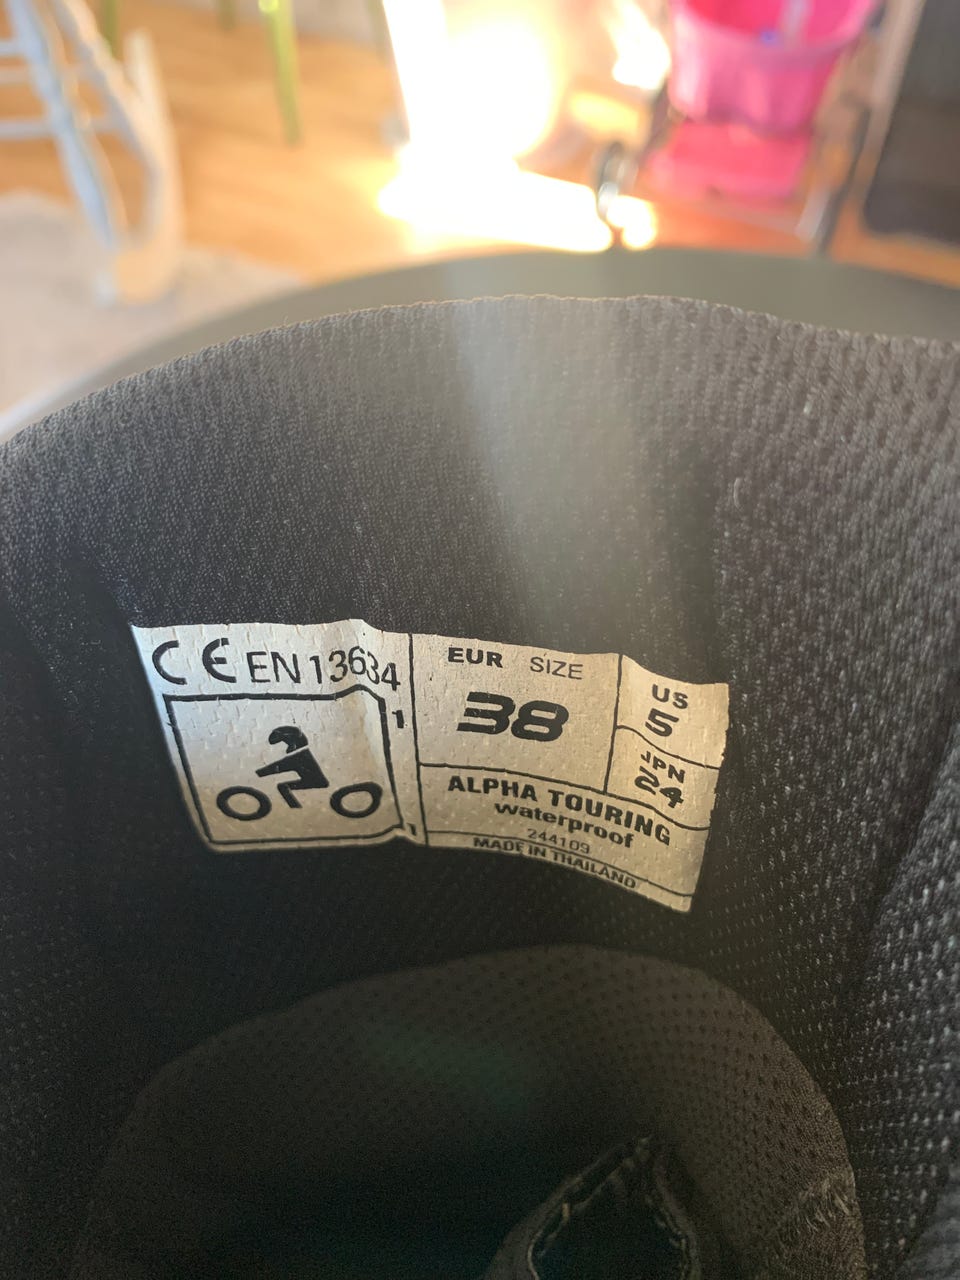 CE EN 13634
1
1
EUR SIZE
38
US
5
JPN
24
ALPHA TOURING
waterproof
244109
MADE IN THAILAND